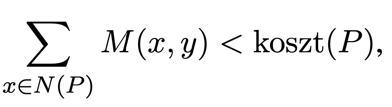 ∑ M(x, y) < koszt(P),
x∈N(P)